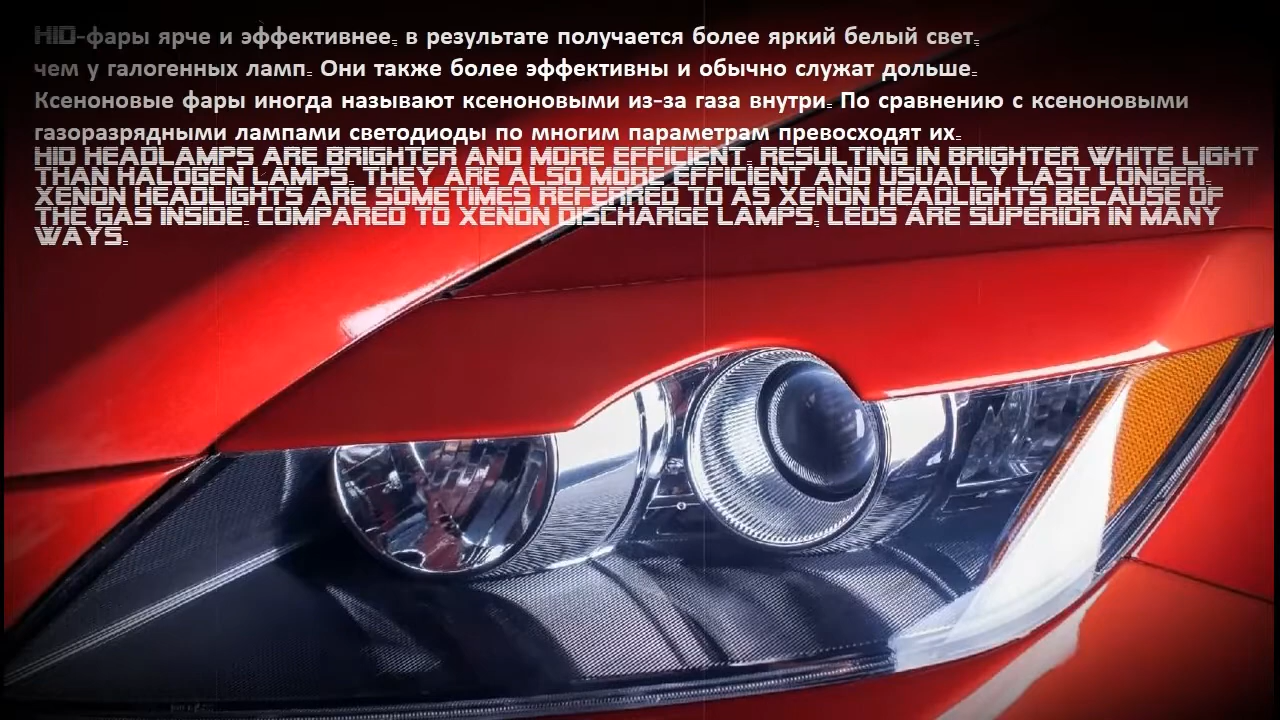 HID-фары ярче и эффективнее, в результате получается более яркий белый свет,
чем у галогенных ламп. Они также более эффективны и обычно служат дольше.
Ксеноновые фары иногда называют ксеноновыми из-за газа внутри. По сравнению с ксеноновыми
газоразрядными лампами светодиоды по многим параметрам превосходят их.
HID HEADLAMPS ARE BRIGHTER AND MORE EFFICIENT, RESULTING IN BRIGHTER WHITE LIGHT
THAN HALOGEN LAMPS. THEY ARE ALSO MORE EFFICIENT AND USUALLY LAST LONGER.
XENON HEADLIGHTS ARE SOMETIMES REFERRED TO AS XENON HEADLIGHTS BECAUSE OF
THE GAS INSIDE. COMPARED TO XENON DISCHARGE LAMPS, LEDS ARE SUPERIOR IN MANY
WAYS.